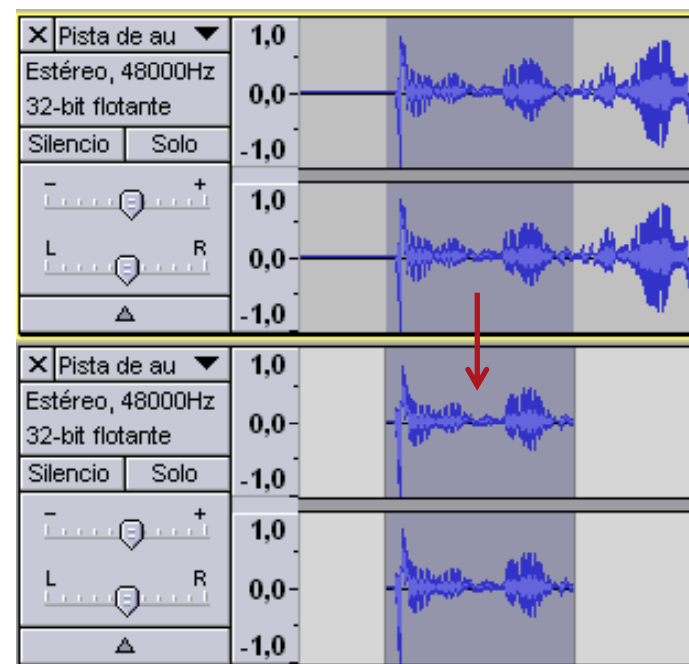 X Pista de au
Estéreo, 48000Hz
32-bit flotante
Silencio Solo
- +
L R
1,0
0,0
-1,0
1,0
0,0
-1,0
X Pista de au
Estéreo, 48000Hz
32-bit flotante
Silencio Solo
- +
L R
1,0
0,0
-1,0
1,0
0,0
-1,0